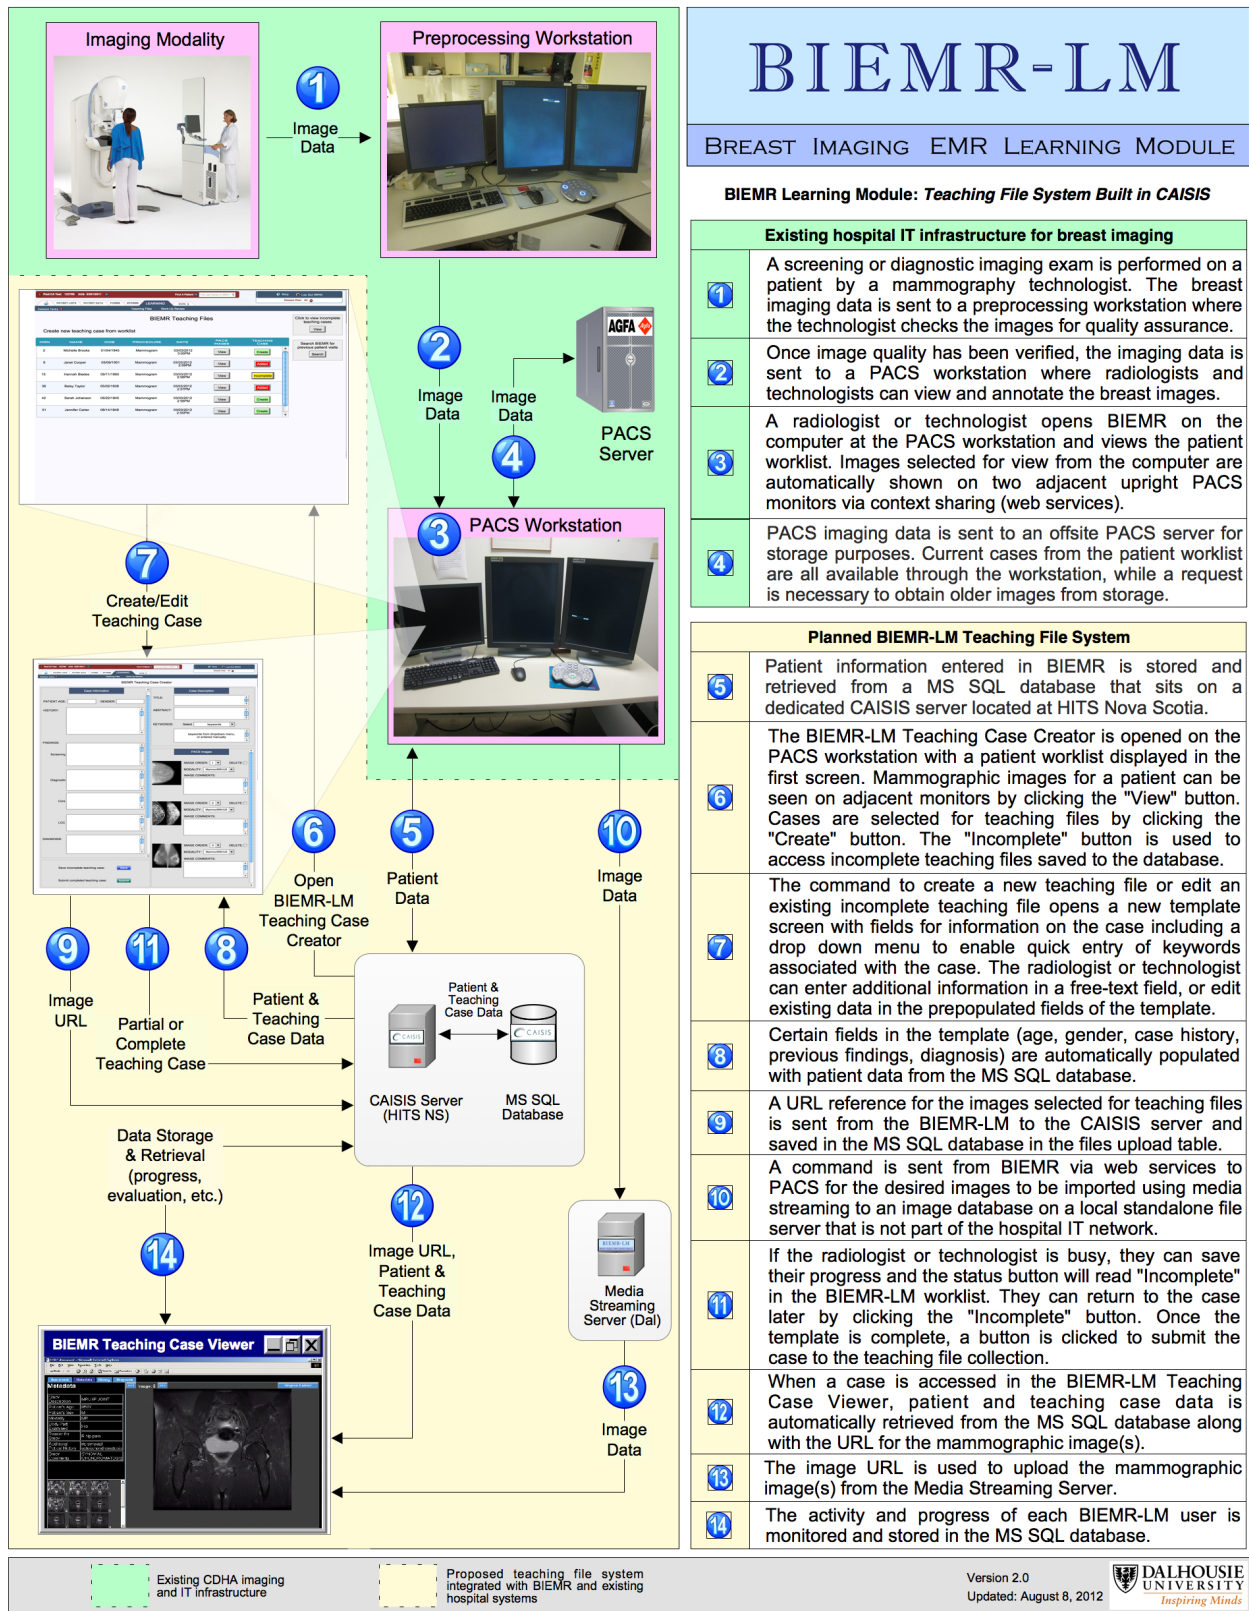 Imaging Modality
Preprocessing Workstation
1
Image
Data
BIEMR Teaching Files
Create new teaching case from worklist
2
Image
Data
4
Image
Data
AGFA
PACS
Server
3
PACS Workstation
7
Create/Edit
Teaching Case
BIEMR Teaching Case Creator
6
Open
BIEMR-LM
Teaching Case
Creator
5
Patient
Data
10
Image
Data
9
Image
URL
11
Partial or
Complete
Teaching Case
8
Patient &
Teaching
Case Data
Patient &
Teaching
Case Data
CAISIS
CAISIS
CAISIS Server
(HITS NS)
MS SQL
Database
Data Storage
& Retrieval
(progress,
evaluation, etc.)
14
12
Image URL,
Patient &
Teaching
Case Data
BIEMR-LM
Media
Streaming
Server (Dal)
13
Image
Data
BIEMR Teaching Case Viewer
Metadata
BIEMR-LM
BREAST IMAGING EMR LEARNING MODULE
BIEMR Learning Module: Teaching File System Built in CAISIS
Existing hospital IT infrastructure for breast imaging
1
A screening or diagnostic imaging exam is performed on a
patient by a mammography technologist. The breast
imaging data is sent to a preprocessing workstation where
the technologist checks the images for quality assurance.
2
Once image quality has been verified, the imaging data is
sent to a PACS workstation where radiologists and
technologists can view and annotate the breast images.
3
A radiologist or technologist opens BIEMR on the
computer at the PACS workstation and views the patient
worklist. Images selected for view from the computer are
automatically shown on two adjacent upright PACS
monitors via context sharing (web services).
4
PACS imaging data is sent to an offsite PACS server for
storage purposes. Current cases from the patient worklist
are all available through the workstation, while a request
is necessary to obtain older images from storage.
Planned BIEMR-LM Teaching File System
5
Patient information entered in BIEMR is stored and
retrieved from a MS SQL database that sits on a
dedicated CAISIS server located at HITS Nova Scotia.
6
The BIEMR-LM Teaching Case Creator is opened on the
PACS workstation with a patient worklist displayed in the
first screen. Mammographic images for a patient can be
seen on adjacent monitors by clicking the "View" button.
Cases are selected for teaching files by clicking the
"Create" button. The "Incomplete" button is used to
access incomplete teaching files saved to the database.
7
The command to create a new teaching file or edit an
existing incomplete teaching file opens a new template
screen with fields for information on the case including a
drop down menu to enable quick entry of keywords
associated with the case. The radiologist or technologist
can enter additional information in a free-text field, or edit
existing data in the prepopulated fields of the template.
8
Certain fields in the template (age, gender, case history,
previous findings, diagnosis) are automatically populated
with patient data from the MS SQL database.
9
A URL reference for the images selected for teaching files
is sent from the BIEMR-LM to the CAISIS server and
saved in the MS SQL database in the files upload table.
10
A command is sent from BIEMR via web services to
PACS for the desired images to be imported using media
streaming to an image database on a local standalone file
server that is not part of the hospital IT network.
11
If the radiologist or technologist is busy, they can save
their progress and the status button will read "Incomplete"
in the BIEMR-LM worklist. They can return to the case
later by clicking the "Incomplete" button. Once the
template is complete, a button is clicked to submit the
case to the teaching file collection.
12
When a case is accessed in the BIEMR-LM Teaching
Case Viewer, patient and teaching case data is
automatically retrieved from the MS SQL database along
with the URL for the mammographic image(s).
13
The image URL is used to upload the mammographic
image(s) from the Media Streaming Server.
14
The activity and progress of each BIEMR-LM user is
monitored and stored in the MS SQL database.
Existing CDHA imaging
and IT infrastructure
Proposed teaching file system
integrated with BIEMR and existing
hospital systems
Version 2.0
Updated: August 8, 2012
DALHOUSIE
UNIVERSITY
Inspiring Minds